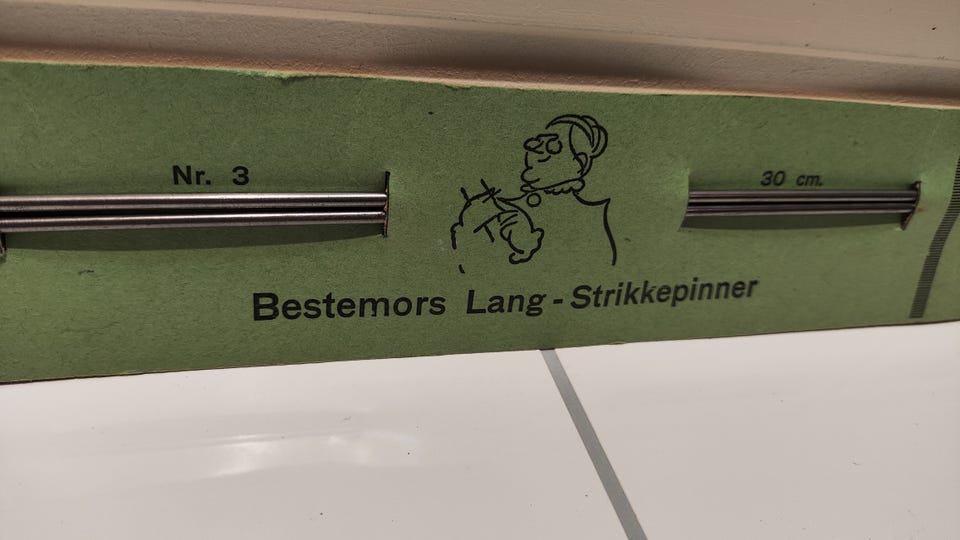 Nr. 3
30 cm.
Bestemors Lang - Strikkepinner